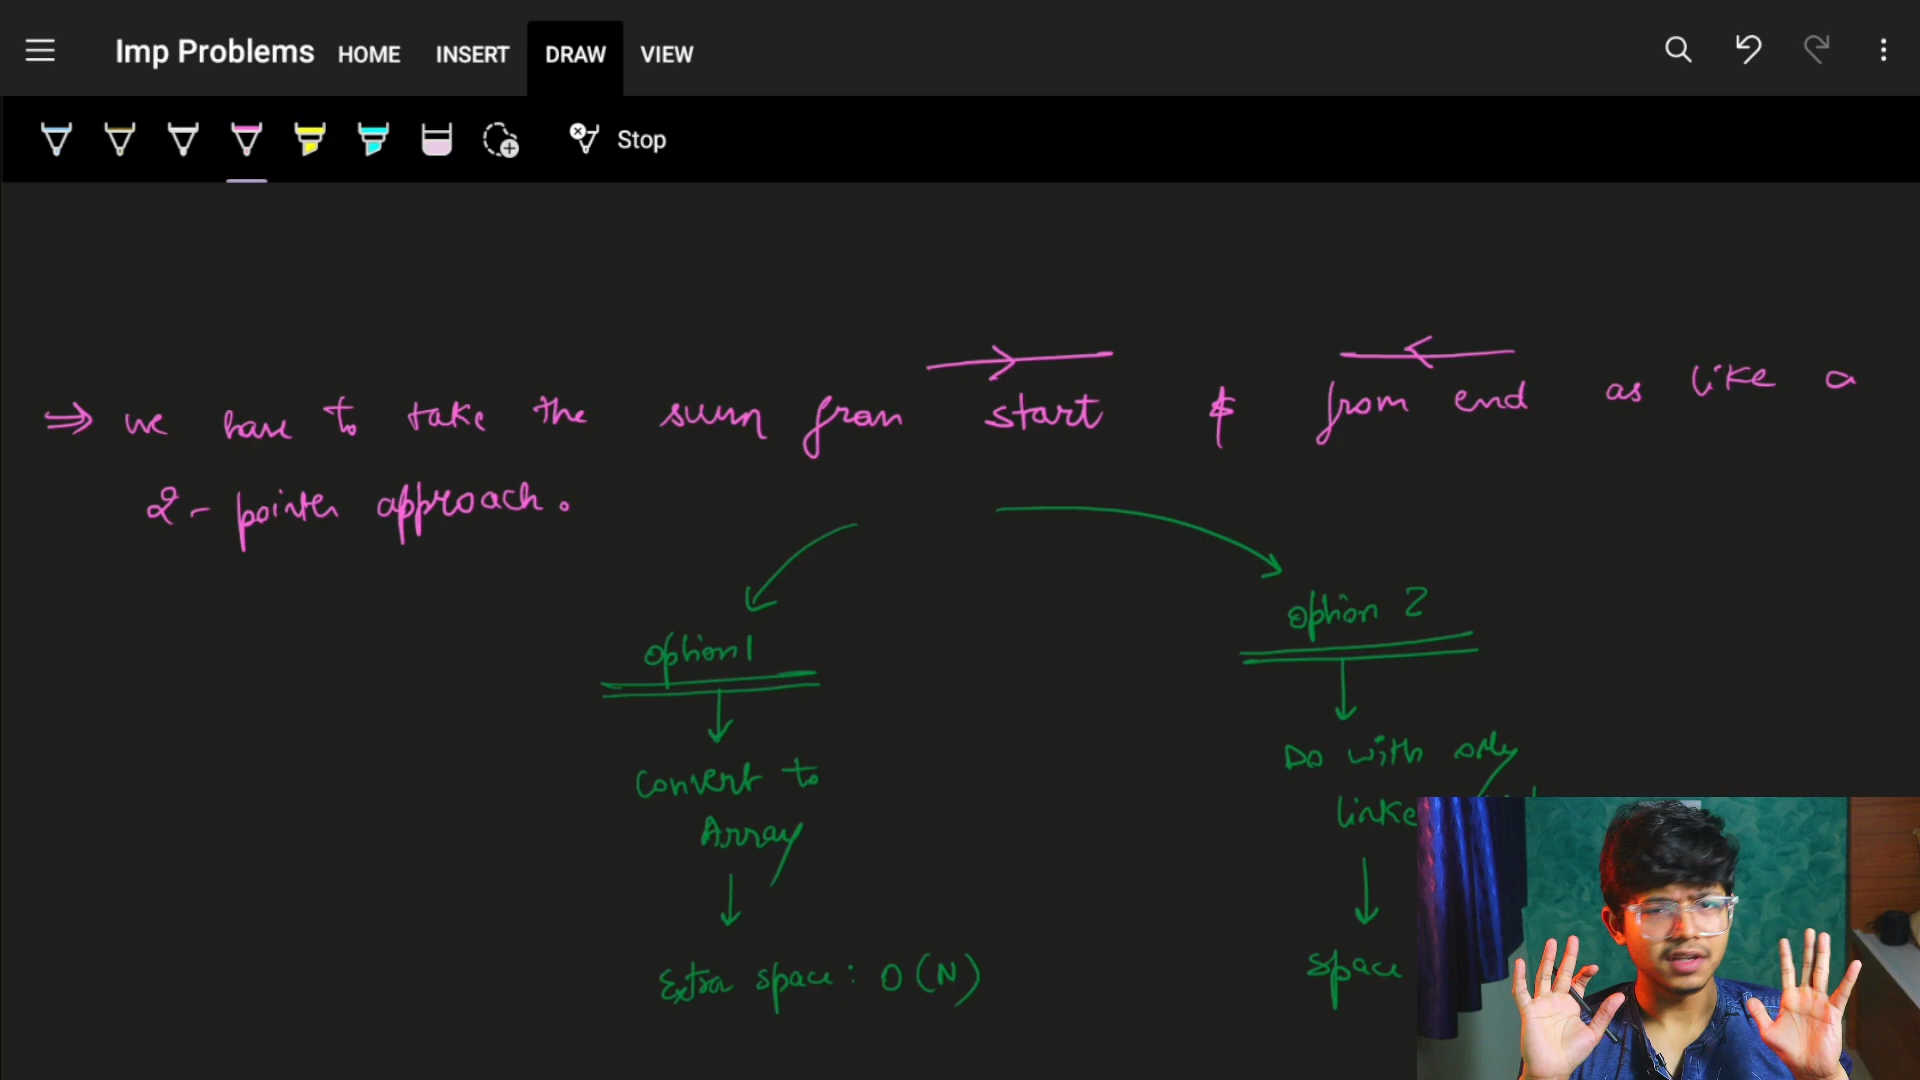 Imp Problems HOME INSERT DRAW VIEW
Stop
⇒ we have to take the sum from start & from end as like a
2- pointer approach.
option 1
option 2
Convert to
Array
Do with only
linke
Extra space: O(N)
space